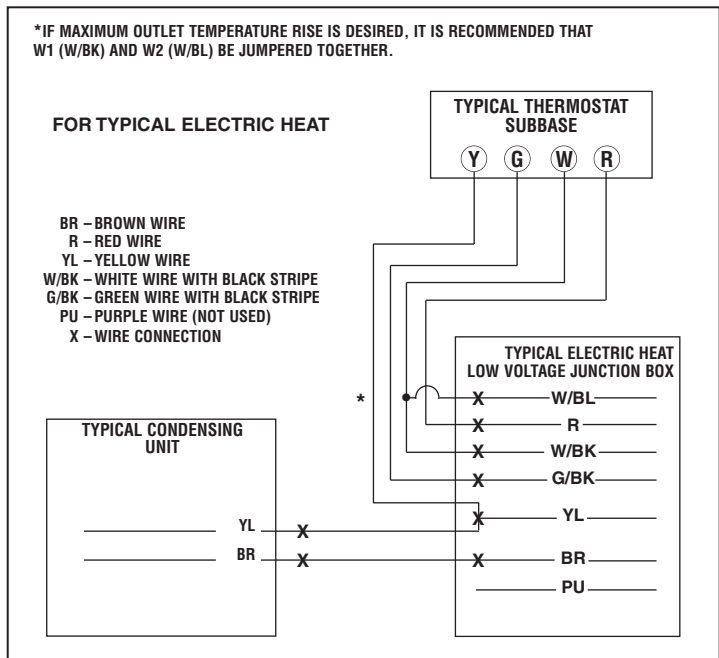 *IF MAXIMUM OUTLET TEMPERATURE RISE IS DESIRED, IT IS RECOMMENDED THAT
W1 (W/BK) AND W2 (W/BL) BE JUMPERED TOGETHER.
FOR TYPICAL ELECTRIC HEAT
TYPICAL THERMOSTAT
SUBBASE
Y G W R
BR – BROWN WIRE
R – RED WIRE
YL – YELLOW WIRE
W/BK – WHITE WIRE WITH BLACK STRIPE
G/BK – GREEN WIRE WITH BLACK STRIPE
PU – PURPLE WIRE (NOT USED)
X – WIRE CONNECTION
TYPICAL ELECTRIC HEAT
LOW VOLTAGE JUNCTION BOX
* X W/BL
X R
X W/BK
X G/BK
X YL
X BR
PU
TYPICAL CONDENSING
UNIT
YL X
BR X